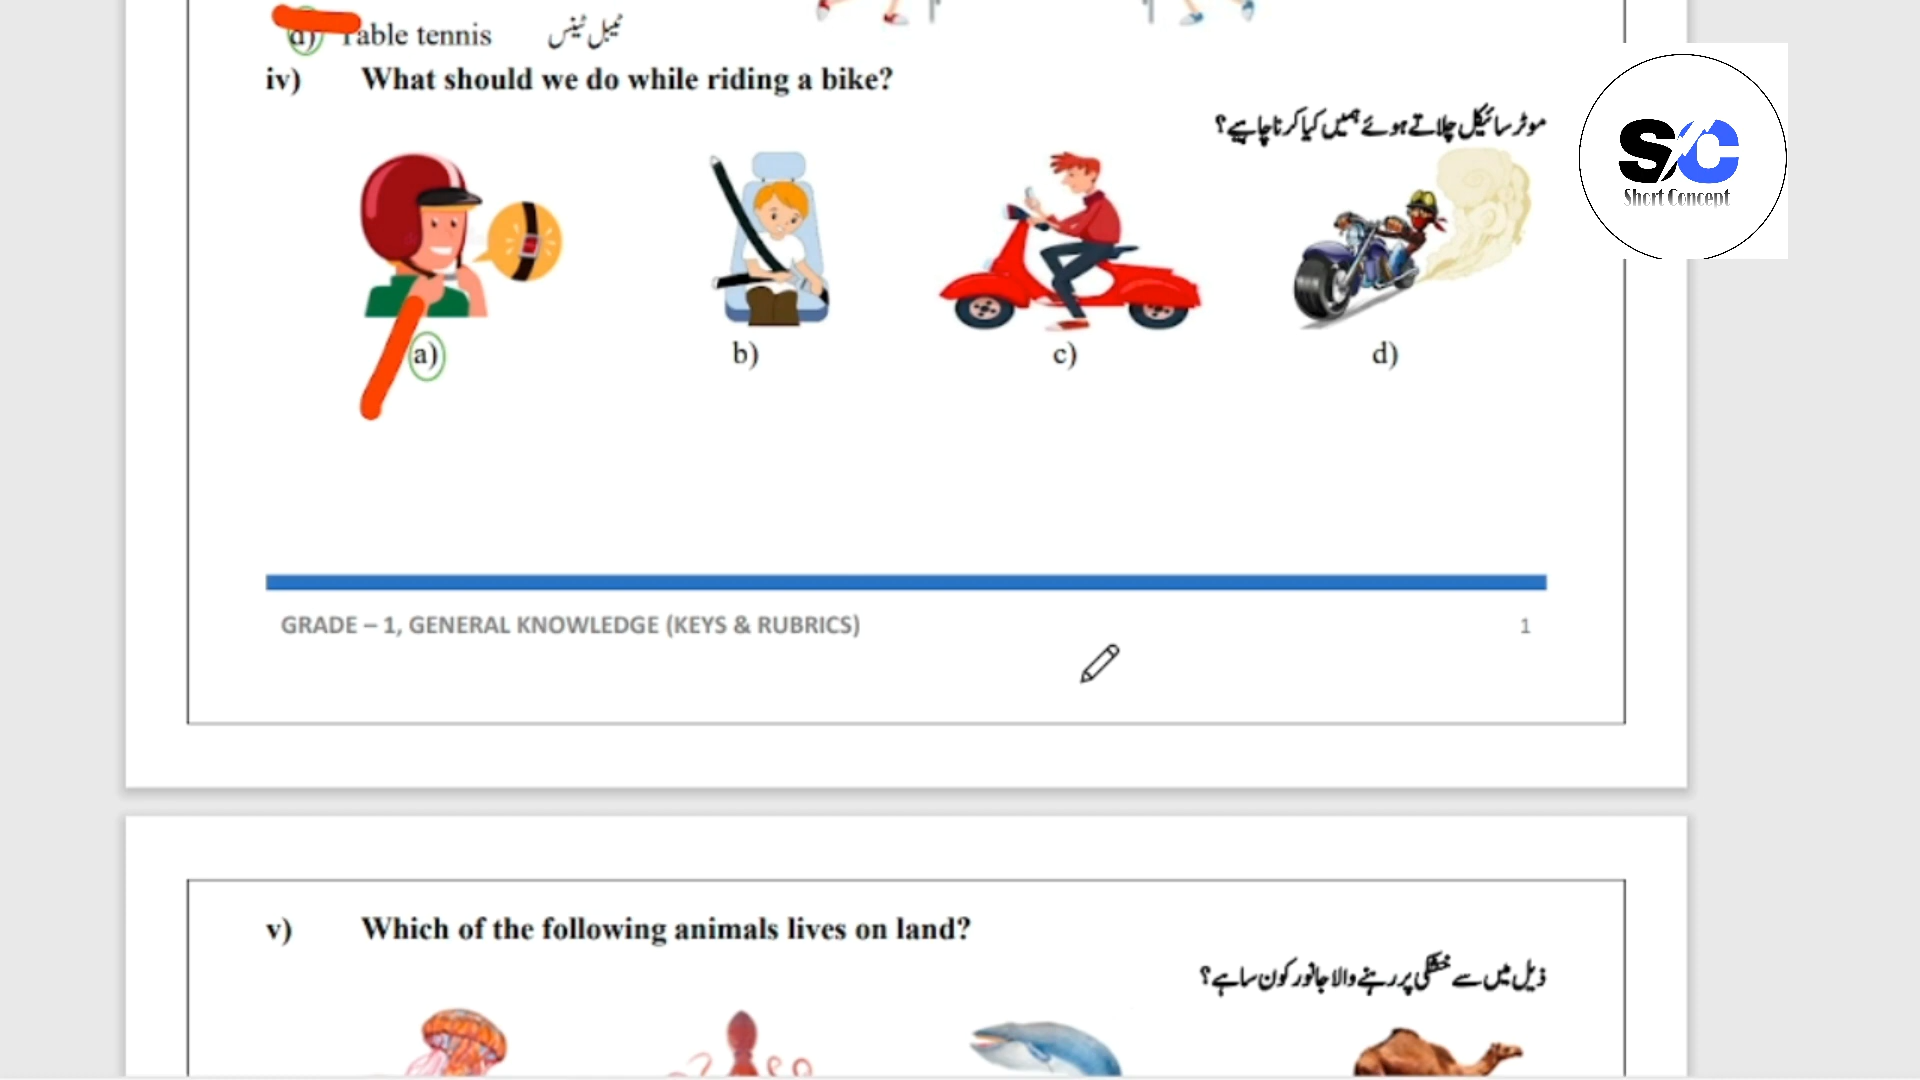 d) Table tennis ٹیبل ٹینس
iv) What should we do while riding a bike?
موٹر سائیکل چلاتے ہوئے ہمیں کیا کرنا چاہیے؟
S/C
Short Concept
a) b) c) d)
GRADE – 1, GENERAL KNOWLEDGE (KEYS & RUBRICS) 1
v) Which of the following animals lives on land?
ذیل میں سے خشکی پر رہنے والا جانور کون سا ہے؟